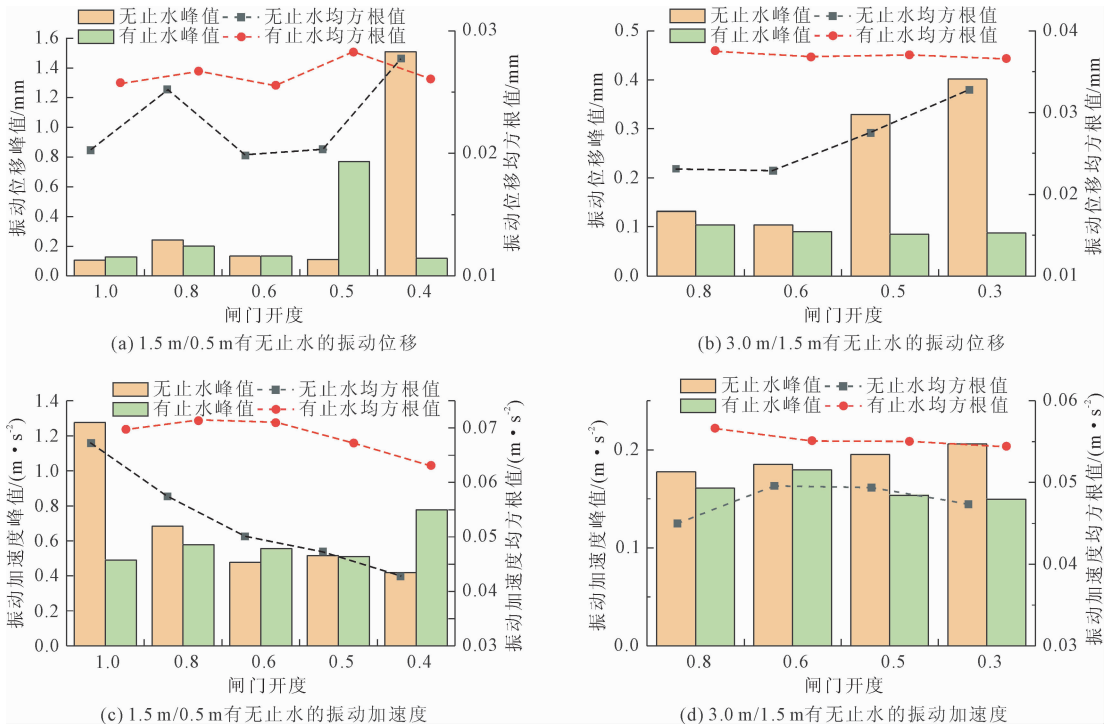 无止水峰值 无止水均方根值
有止水峰值 有止水均方根值
振动位移峰值/mm
1.6
1.4
1.2
1.0
0.8
0.6
0.4
0.2
0.0
0.03
0.02
0.01
振动位移均方根值/mm
1.0 0.8 0.6 0.5 0.4
闸门开度
(a) 1.5 m/0.5 m有无止水的振动位移
无止水峰值 无止水均方根值
有止水峰值 有止水均方根值
振动位移峰值/mm
0.5
0.4
0.3
0.2
0.1
0.0
0.04
0.03
0.02
0.01
振动位移均方根值/mm
0.8 0.6 0.5 0.3
闸门开度
(b) 3.0 m/1.5 m有无止水的振动位移
无止水峰值 无止水均方根值
有止水峰值 有止水均方根值
振动加速度峰值/(m·s⁻²)
1.4
1.2
1.0
0.8
0.6
0.4
0.2
0.0
0.07
0.06
0.05
0.04
0.03
振动加速度均方根值/(m·s⁻²)
1.0 0.8 0.6 0.5 0.4
闸门开度
(c) 1.5 m/0.5 m有无止水的振动加速度
无止水峰值 无止水均方根值
有止水峰值 有止水均方根值
振动加速度峰值/(m·s⁻²)
0.2
0.1
0.0
0.06
0.05
0.04
0.03
振动加速度均方根值/(m·s⁻²)
0.8 0.6 0.5 0.3
闸门开度
(d) 3.0 m/1.5 m有无止水的振动加速度